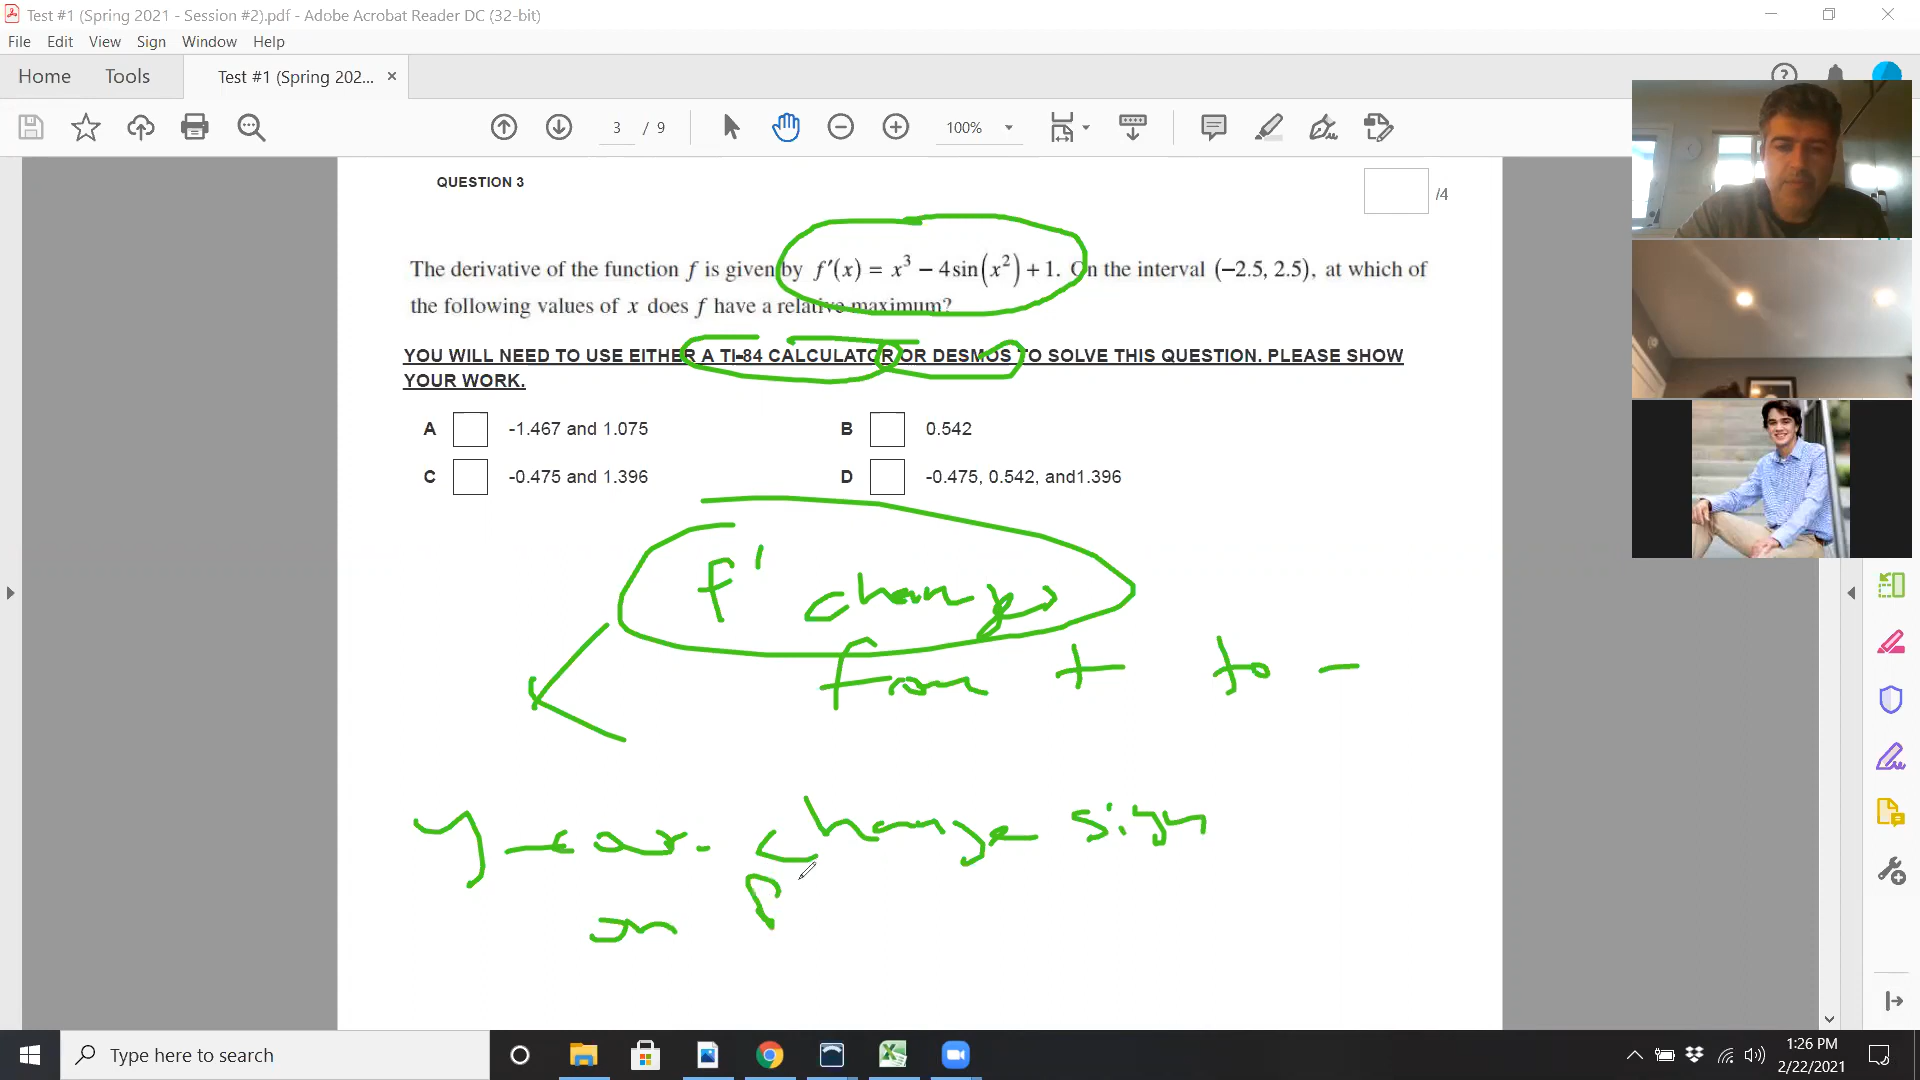 Test #1 (Spring 2021 - Session #2).pdf - Adobe Acrobat Reader DC (32-bit)
File Edit View Sign Window Help
Home Tools Test #1 (Spring 202... ×
3 / 9 100%
QUESTION 3
/4
The derivative of the function f is given by f′(x) = x³ − 4sin(x²) + 1. On the interval (−2.5, 2.5), at which of
the following values of x does f have a relative maximum?
YOU WILL NEED TO USE EITHER A TI-84 CALCULATOR OR DESMOS TO SOLVE THIS QUESTION. PLEASE SHOW
YOUR WORK.
A -1.467 and 1.075 B 0.542
C -0.475 and 1.396 D -0.475, 0.542, and1.396
f' changes
from + to -
change sign
on
Type here to search
1:26 PM
2/22/2021